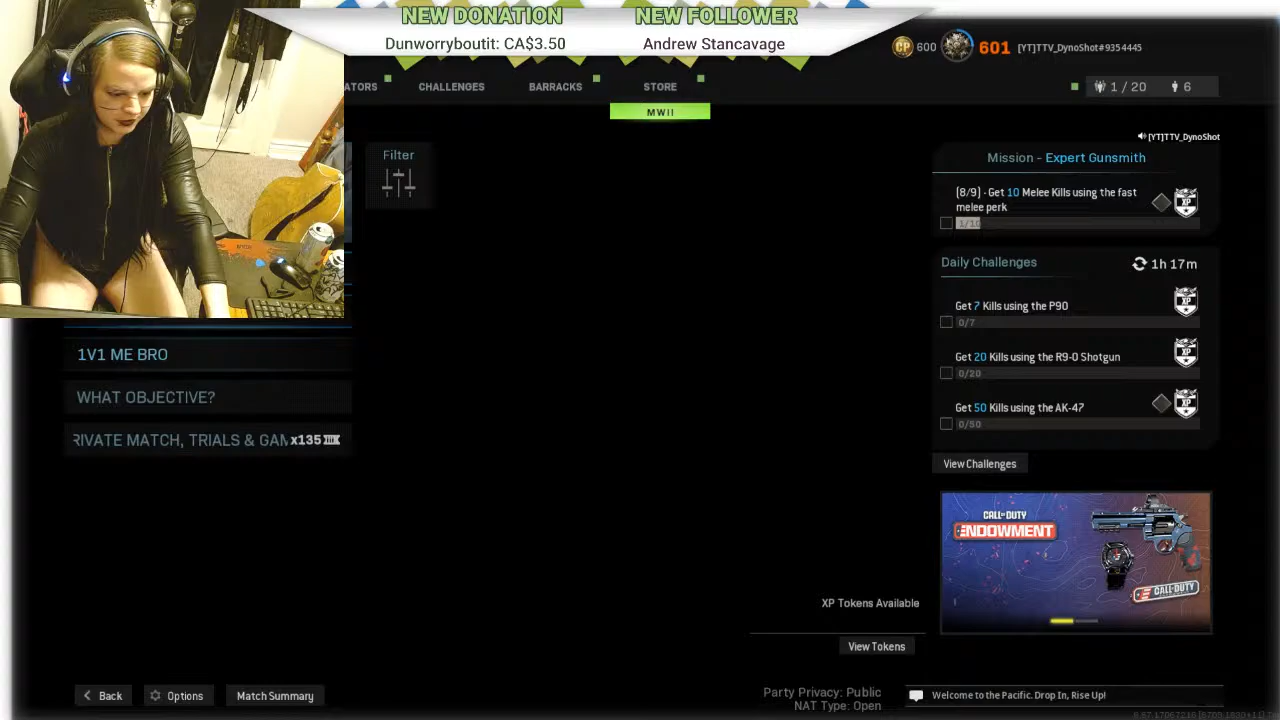 NEW DONATION
Dunworryboutit: CA$3.50
NEW FOLLOWER
Andrew Stancavage
600
601
[YT]TTV_DynoShot#9354445
ATORS
CHALLENGES
BARRACKS
STORE
1 / 20
6
MWII
[YT]TTV_DynoShot
Filter
Mission - Expert Gunsmith
[8/9] - Get 10 Melee Kills using the fast
melee perk
1/10
Daily Challenges
1h 17m
Get 7 Kills using the P90
0/7
Get 20 Kills using the R9-0 Shotgun
0/20
Get 50 Kills using the AK-47
0/50
View Challenges
1V1 ME BRO
WHAT OBJECTIVE?
RIVATE MATCH, TRIALS & GAM x135
CALL OF DUTY
ENDOWMENT
CALL OF DUTY
XP Tokens Available
View Tokens
Back
Options
Match Summary
Party Privacy: Public
NAT Type: Open
Welcome to the Pacific. Drop In, Rise Up!